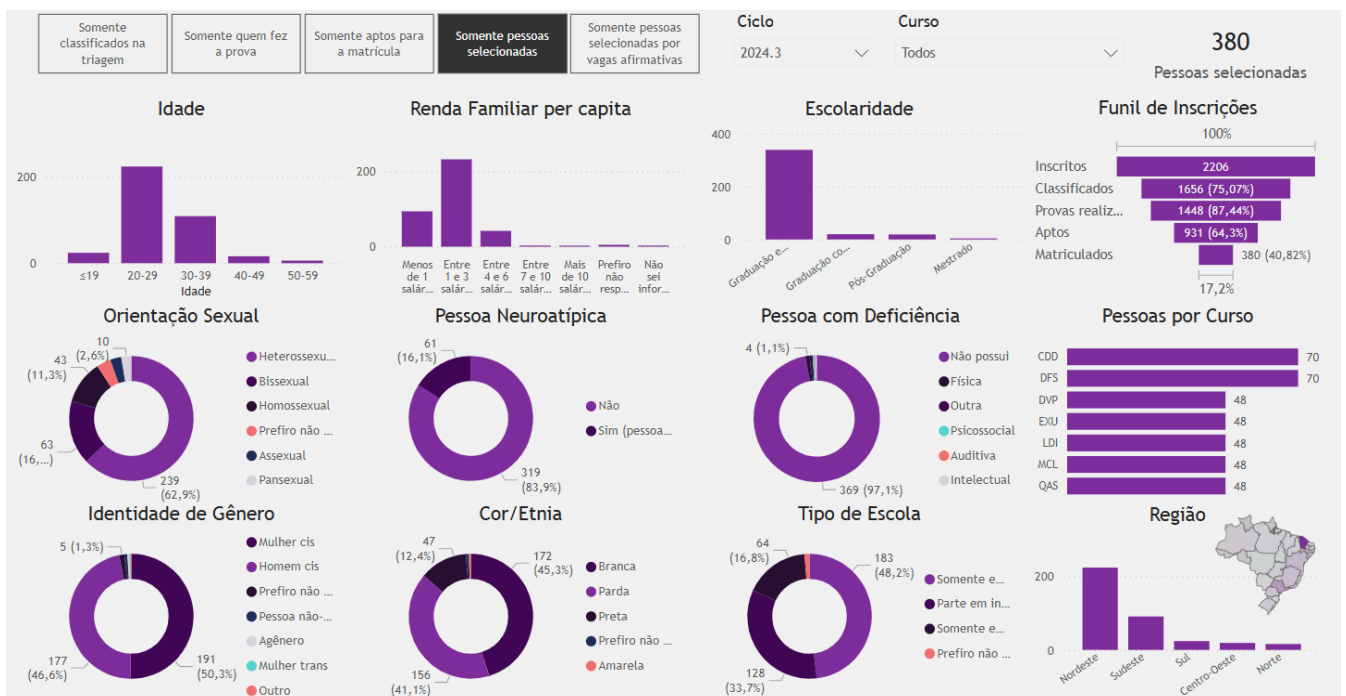 Somente
classificados na
triagem
Somente quem fez
a prova
Somente aptos para
a matrícula
Somente pessoas
selecionadas
Somente pessoas
selecionadas por
vagas afirmativas
Ciclo
2024.3
Curso
Todos
380
Pessoas selecionadas
Idade
200
0
≤19 20-29 30-39 40-49 50-59
Idade
Renda Familiar per capita
200
0
Menos
de 1
salár...
Entre
1 e 3
salár...
Entre
4 e 6
salár...
Entre
7 e 10
salár...
Mais
de 10
salár...
Prefiro
não
resp...
Não
sei
infor...
Escolaridade
400
200
0
Graduação e...
Graduação co...
Pós-Graduação
Mestrado
Funil de Inscrições
100%
Inscritos 2206
Classificados 1656 (75,07%)
Provas realiz... 1448 (87,44%)
Aptos 931 (64,3%)
Matriculados 380 (40,82%)
17,2%
Orientação Sexual
10
(2,6%)
43
(11,3%)
63
(16,...)
239
(62,9%)
Heterossexu...
Bissexual
Homossexual
Prefiro não ...
Assexual
Pansexual
Pessoa Neuroatípica
61
(16,1%)
319
(83,9%)
Não
Sim (pessoa...
Pessoa com Deficiência
4 (1,1%)
369 (97,1%)
Não possui
Física
Outra
Psicossocial
Auditiva
Intelectual
Pessoas por Curso
CDD 70
DFS 70
DVP 48
EXU 48
LDI 48
MCL 48
QAS 48
Identidade de Gênero
5 (1,3%)
177
(46,6%)
191
(50,3%)
Mulher cis
Homem cis
Prefiro não ...
Pessoa não-...
Agênero
Mulher trans
Outro
Cor/Etnia
47
(12,4%)
172
(45,3%)
156
(41,1%)
Branca
Parda
Preta
Prefiro não ...
Amarela
Tipo de Escola
64
(16,8%)
183
(48,2%)
128
(33,7%)
Somente e...
Parte em in...
Somente e...
Prefiro não ...
Região
200
0
Nordeste
Sudeste
Sul
Centro-Oeste
Norte